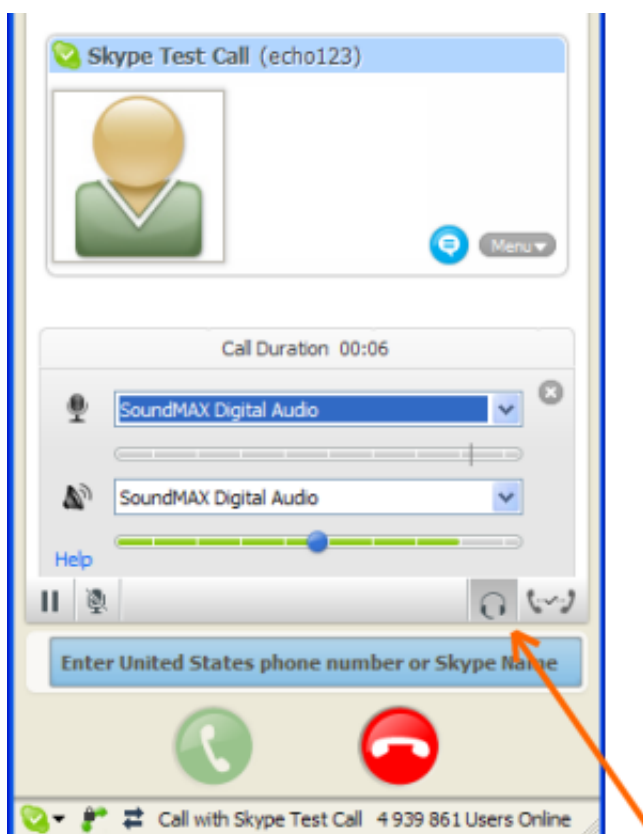 Skype Test Call (echo123)
Menu
Call Duration 00:06
SoundMAX Digital Audio
SoundMAX Digital Audio
Help
Enter United States phone number or Skype Name
Call with Skype Test Call 4 939 861 Users Online